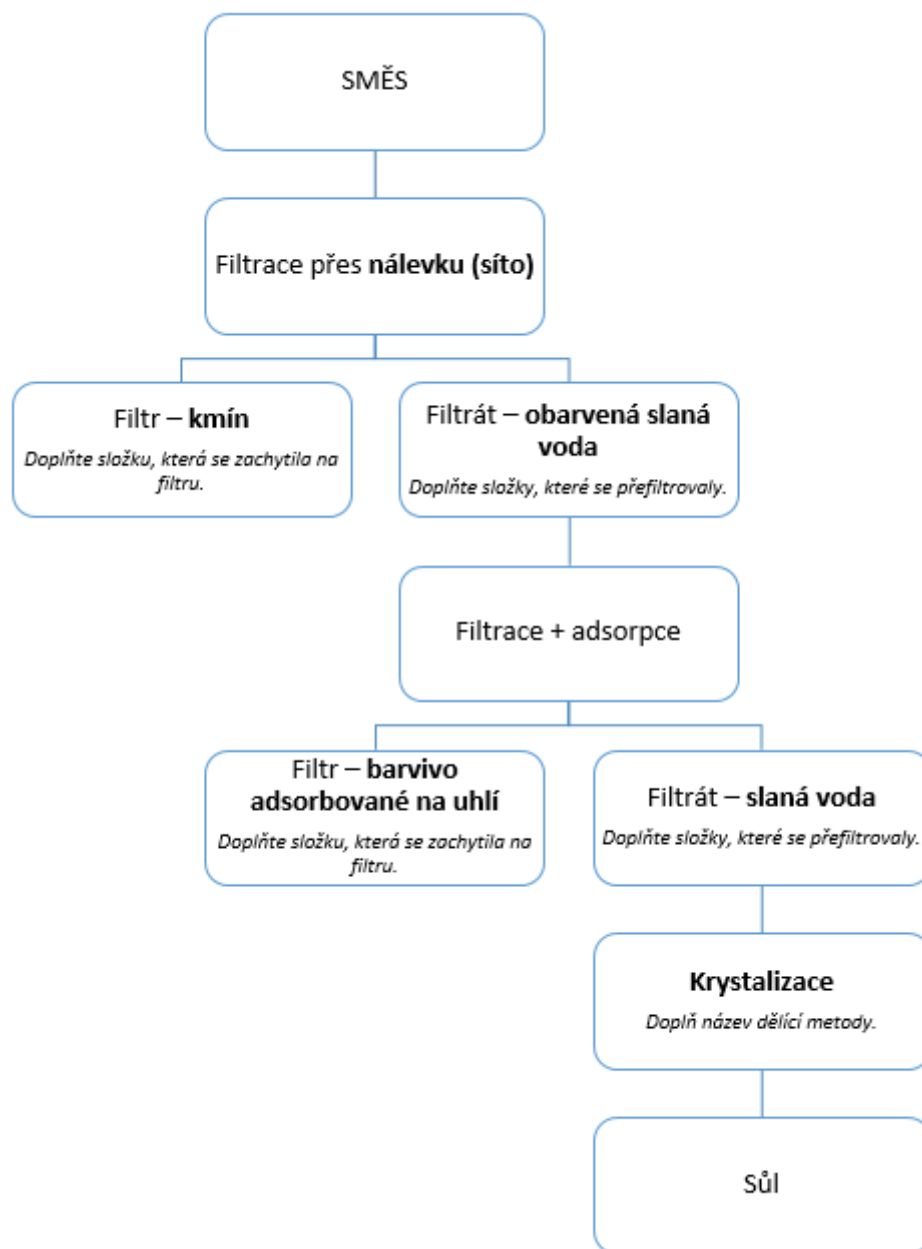 SMĚS
Filtrace přes nálevku (síto)
Filtr – kmín
Doplňte složku, která se zachytila na
filtru.
Filtrát – obarvená slaná
voda
Doplňte složky, které se přefiltrovaly.
Filtrace + adsorpce
Filtr – barvivo
adsorbované na uhlí
Doplňte složku, která se zachytila na
filtru.
Filtrát – slaná voda
Doplňte složky, které se přefiltrovaly.
Krystalizace
Doplň název dělící metody.
Sůl